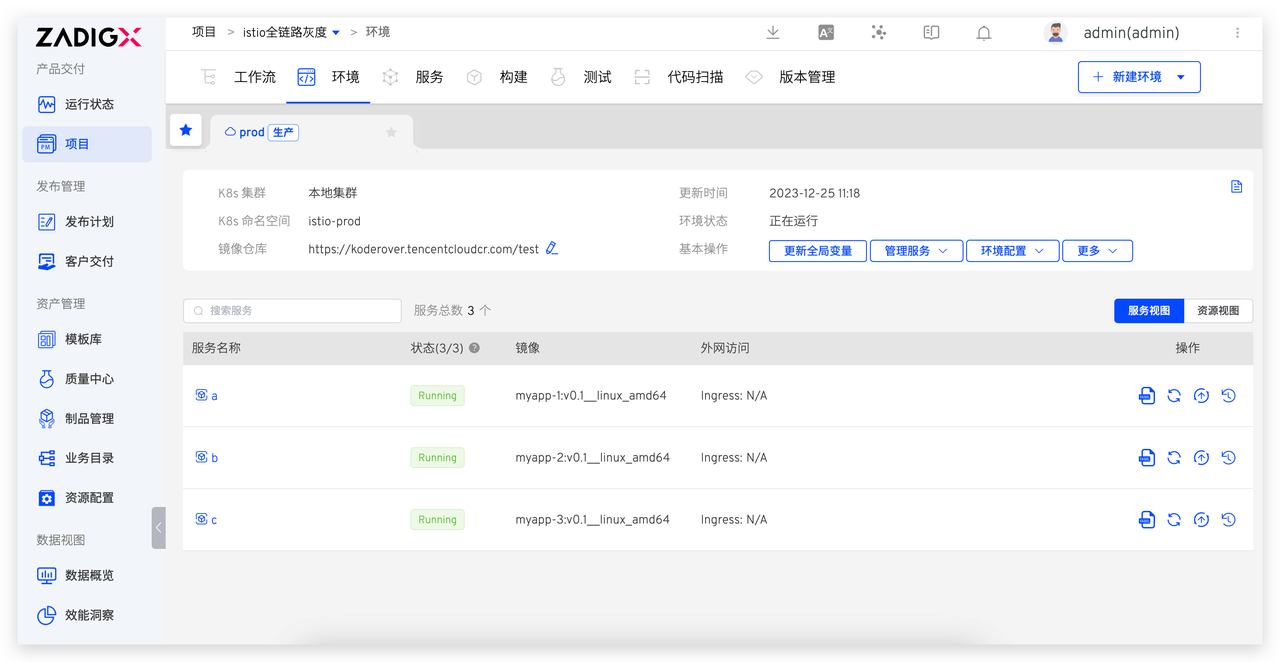 ZADIGX
产品交付
运行状态
项目
发布管理
发布计划
客户交付
资产管理
模板库
质量中心
制品管理
业务目录
资源配置
数据视图
数据概览
效能洞察
项目 > istio全链路灰度 > 环境
admin(admin)
工作流 环境 服务 构建 测试 代码扫描 版本管理
+ 新建环境
prod 生产
K8s 集群 本地集群 更新时间 2023-12-25 11:18
K8s 命名空间 istio-prod 环境状态 正在运行
镜像仓库 https://koderover.tencentcloudcr.com/test 基本操作 更新全局变量 管理服务 环境配置 更多
搜索服务 服务总数 3 个 服务视图 资源视图
服务名称 状态(3/3) 镜像 外网访问 操作
a Running myapp-1:v0.1__linux_amd64 Ingress: N/A
b Running myapp-2:v0.1__linux_amd64 Ingress: N/A
c Running myapp-3:v0.1__linux_amd64 Ingress: N/A